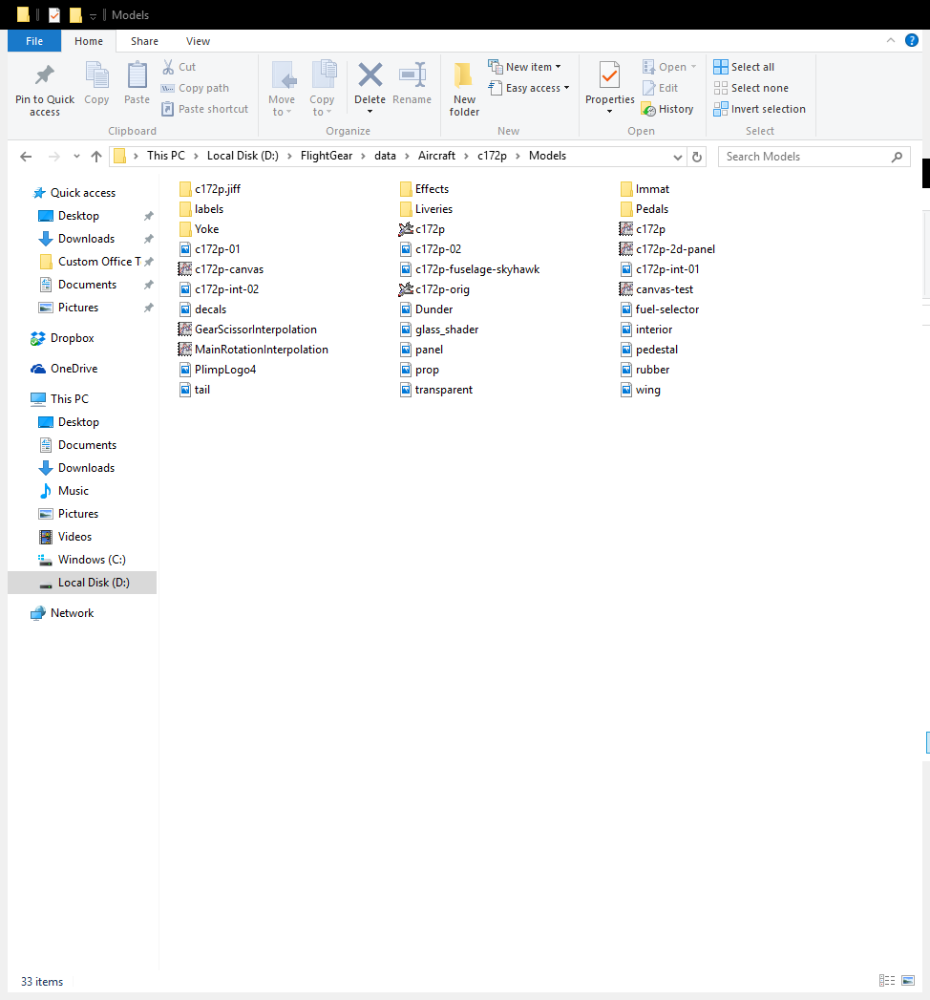 Models
File Home Share View
Pin to Quick access
Copy
Paste
Cut
Copy path
Paste shortcut
Clipboard
Move to
Copy to
Delete
Rename
Organize
New folder
New item
Easy access
New
Properties
Open
Edit
History
Open
Select all
Select none
Invert selection
Select
This PC > Local Disk (D:) > FlightGear > data > Aircraft > c172p > Models
Search Models
Quick access
Desktop
Downloads
Custom Office T
Documents
Pictures
Dropbox
OneDrive
This PC
Desktop
Documents
Downloads
Music
Pictures
Videos
Windows (C:)
Local Disk (D:)
Network
c172p.jiff Effects Immat
labels Liveries Pedals
Yoke c172p c172p
c172p-01 c172p-02 c172p-2d-panel
c172p-canvas c172p-fuselage-skyhawk c172p-int-01
c172p-int-02 c172p-orig canvas-test
decals Dunder fuel-selector
GearScissorInterpolation glass_shader interior
MainRotationInterpolation panel pedestal
PlimpLogo4 prop rubber
tail transparent wing
33 items